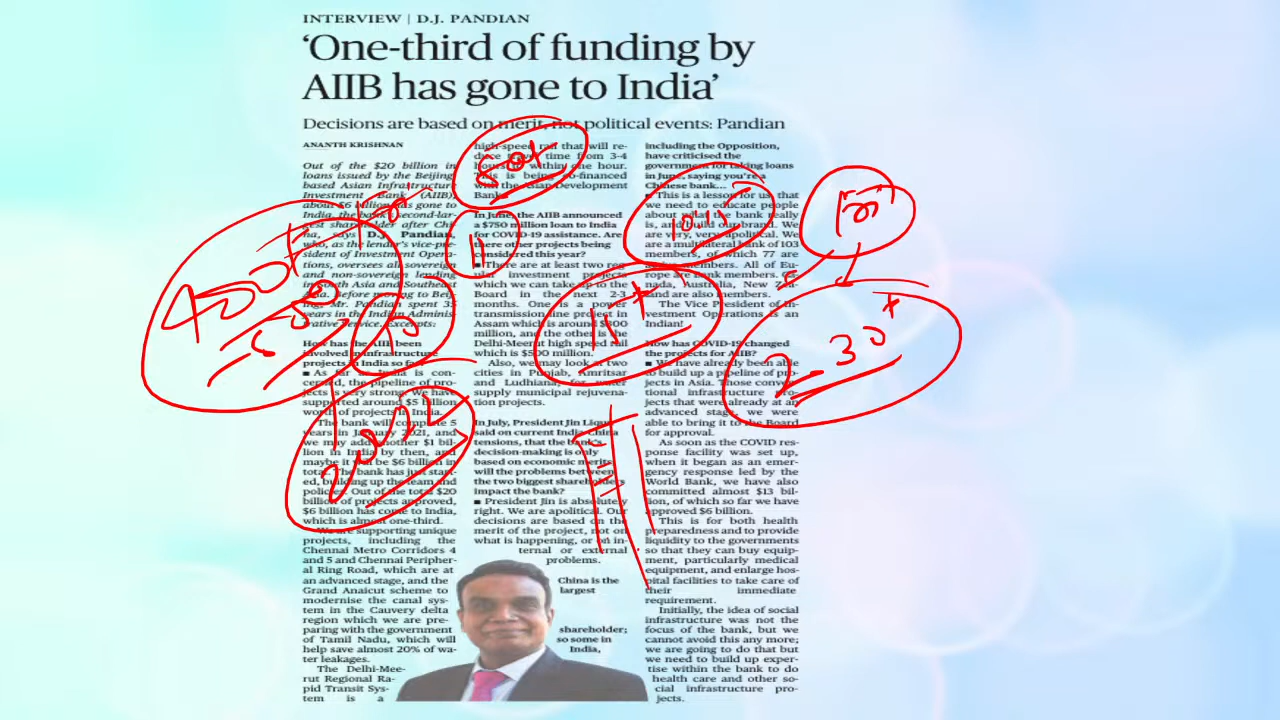 INTERVIEW | D.J. PANDIAN
‘One-third of funding by
AIIB has gone to India’
Decisions are based on merit, not political events: Pandian
ANANTH KRISHNAN
Out of the $20 billion in
loans issued by the Beijing
based Asian Infrastructure
Investment Bank (AIIB),
about $6 billion has gone to
India, the bank's second-lar-
gest shareholder after Chi
na, says D.J. Pandian,
who, as the lender's vice-pre-
sident of Investment Opera-
tions, oversees all sovereign
and non-sovereign lending
in South Asia and Southeast
Before moving to Bei-
Mr. Pandian spent 35
years in the Indian Adminis-
trative Service. Excerpts:
How has the AIIB been
involved in infrastructure
projects in India so far?
■ As India is con-
cerned, the pipeline of pro-
jects is very strong. We have
supported around $5 billion
worth of projects in India.
The bank will complete 5
years in January 2021, and
we may add another $1 bil-
lion in India by then, and
maybe it will be $6 billion in
total. The bank has just start-
ed, building up the team and
policy. Out of the total $20
billion of projects approved,
$6 billion has come to India,
which is almost one-third.
We are supporting unique
projects, including the
Chennai Metro Corridors 4
and 5 and Chennai Peripher-
al Ring Road, which are at
an advanced stage, and the
Grand Anaicut scheme to
modernise the canal sys-
tem in the Cauvery delta
region which we are pre-
paring with the government
of Tamil Nadu, which will
help save almost 20% of wa-
ter leakages.
The Delhi-Mee-
rut Regional Ra-
pid Transit Sys-
tem is a
high-speed rail that will re-
duce time from 3-4
hours to within one hour.
This is being co-financed
with the Asian Development
Bank.
In June, the AIIB announced
a $750 million loan to India
for COVID-19 assistance. Are
there other projects being
considered this year?
■ There are at least two reg
ular investment projects
which we can take up to the
Board in the next 2-3
months. One is a power
transmission line project in
Assam which is around $300
million, and the other is the
Delhi-Meerut high speed rail
which is $500 million.
Also, we may look at two
cities in Punjab, Amritsar
and Ludhiana, for water
supply municipal rejuvena-
tion projects.
In July, President Jin Liqun
said on current India-China
tensions, that the bank's
decision-making is only
based on economic merits
will the problems between
the two biggest shareholders
impact the bank?
■ President Jin is absolutely
right. We are apolitical. Our
decisions are based on the
merit of the project, not on
what is happening, or on in-
ternal or external
problems.
China is the
largest
shareholder;
so some in
India,
including the Opposition,
have criticised the
government for taking loans
in June, saying you're a
Chinese bank...
This is a lesson for us, that
we need to educate people
about what the bank really
is, and build our brand. We
are very, very apolitical. We
are a multilateral bank of 103
members, of which 77 are
members. All of Eu-
rope are bank members. Ca-
nada, Australia, New Zea-
land are also members.
The Vice President of In-
vestment Operations is an
Indian!
How has COVID-19 changed
the projects for AIIB?
■ We have already been able
to build up a pipeline of pro-
jects in Asia. Those conven-
tional infrastructure pro-
jects that were already at an
advanced stage, we were
able to bring it to the Board
for approval.
As soon as the COVID res-
ponse facility was set up,
when it began as an emer-
gency response led by the
World Bank, we have also
committed almost $13 bil-
lion, of which so far we have
approved $6 billion.
This is for both health
preparedness and to provide
liquidity to the governments
so that they can buy equip-
ment, particularly medical
equipment, and enlarge hos-
pital facilities to take care of
their immediate
requirement.
Initially, the idea of social
infrastructure was not the
focus of the bank, but we
cannot avoid this any more;
we are going to do that but
we need to build up exper-
tise within the bank to do
health care and other so-
cial infrastructure pro-
jects.